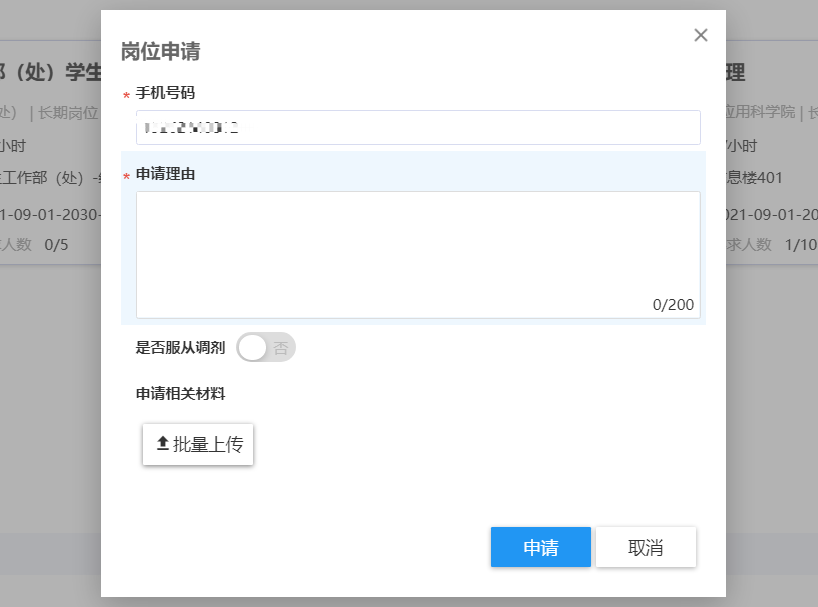 岗位申请
* 手机号码
* 申请理由
0/200
是否服从调剂 否
申请相关材料
批量上传
申请 取消
（处）学生
处） | 长期岗位
小时
工作部（处）-
1-09-01-2030-
人数 0/5
理
应用科学院 |
/小时
息楼401
021-09-01-20
求人数 1/10